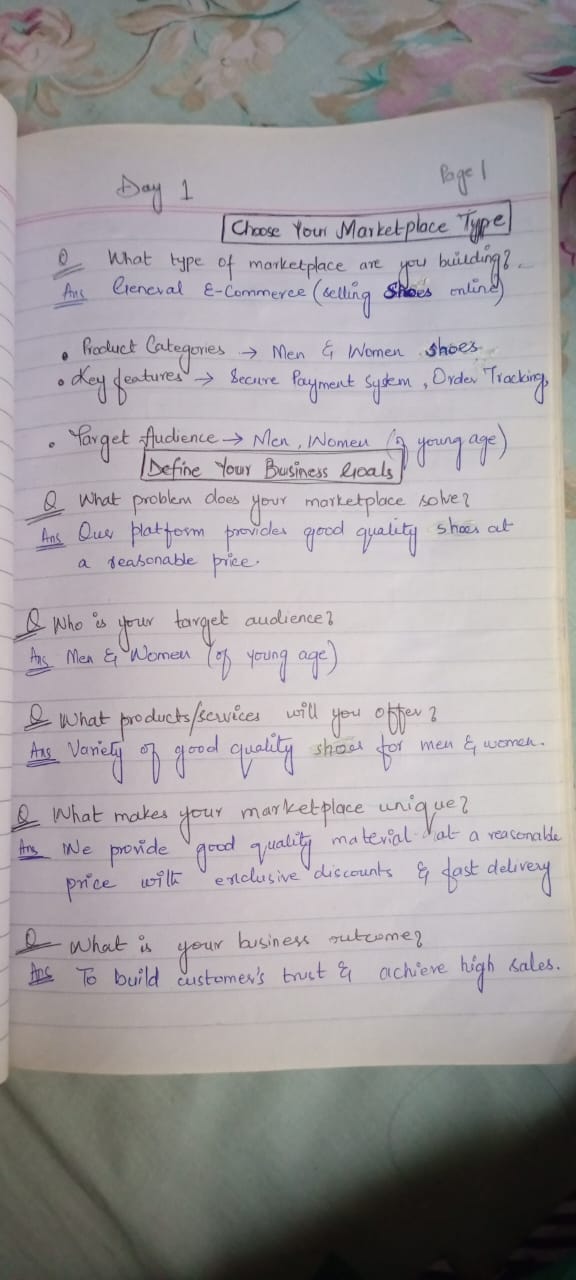 Day 1
Page 1
Choose Your Marketplace Type
Q What type of marketplace are you building?
Ans General E-Commerce (selling shoes online)
• Product Categories → Men & Women shoes
• Key features → Secure Payment System, Order Tracking
• Target Audience → Men, Women (of young age)
Define Your Business Goals
Q What problem does your marketplace solve?
Ans Our platform provides good quality shoes at
a reasonable price.
Q Who is your target audience?
Ans Men & Women (of young age)
Q What products/services will you offer?
Ans Variety of good quality shoes for men & women.
Q What makes your marketplace unique?
Ans We provide good quality material at a reasonable
price with exclusive discounts & fast delivery
Q What is your business outcome?
Ans To build customer's trust & achieve high sales.